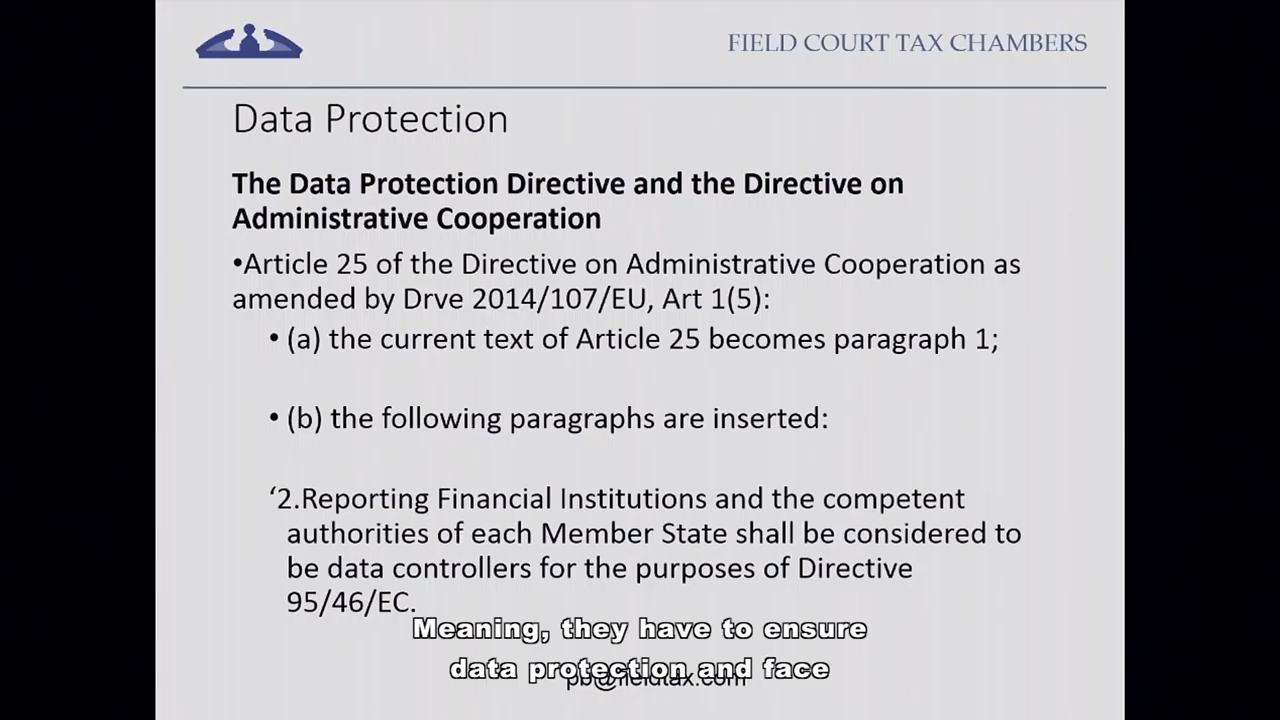 FIELD COURT TAX CHAMBERS
Data Protection
The Data Protection Directive and the Directive on
Administrative Cooperation
•Article 25 of the Directive on Administrative Cooperation as
amended by Drve 2014/107/EU, Art 1(5):
• (a) the current text of Article 25 becomes paragraph 1;
• (b) the following paragraphs are inserted:
‘2.Reporting Financial Institutions and the competent
authorities of each Member State shall be considered to
be data controllers for the purposes of Directive
95/46/EC.
Meaning, they have to ensure
data protection and face
pb@fieldtax.com